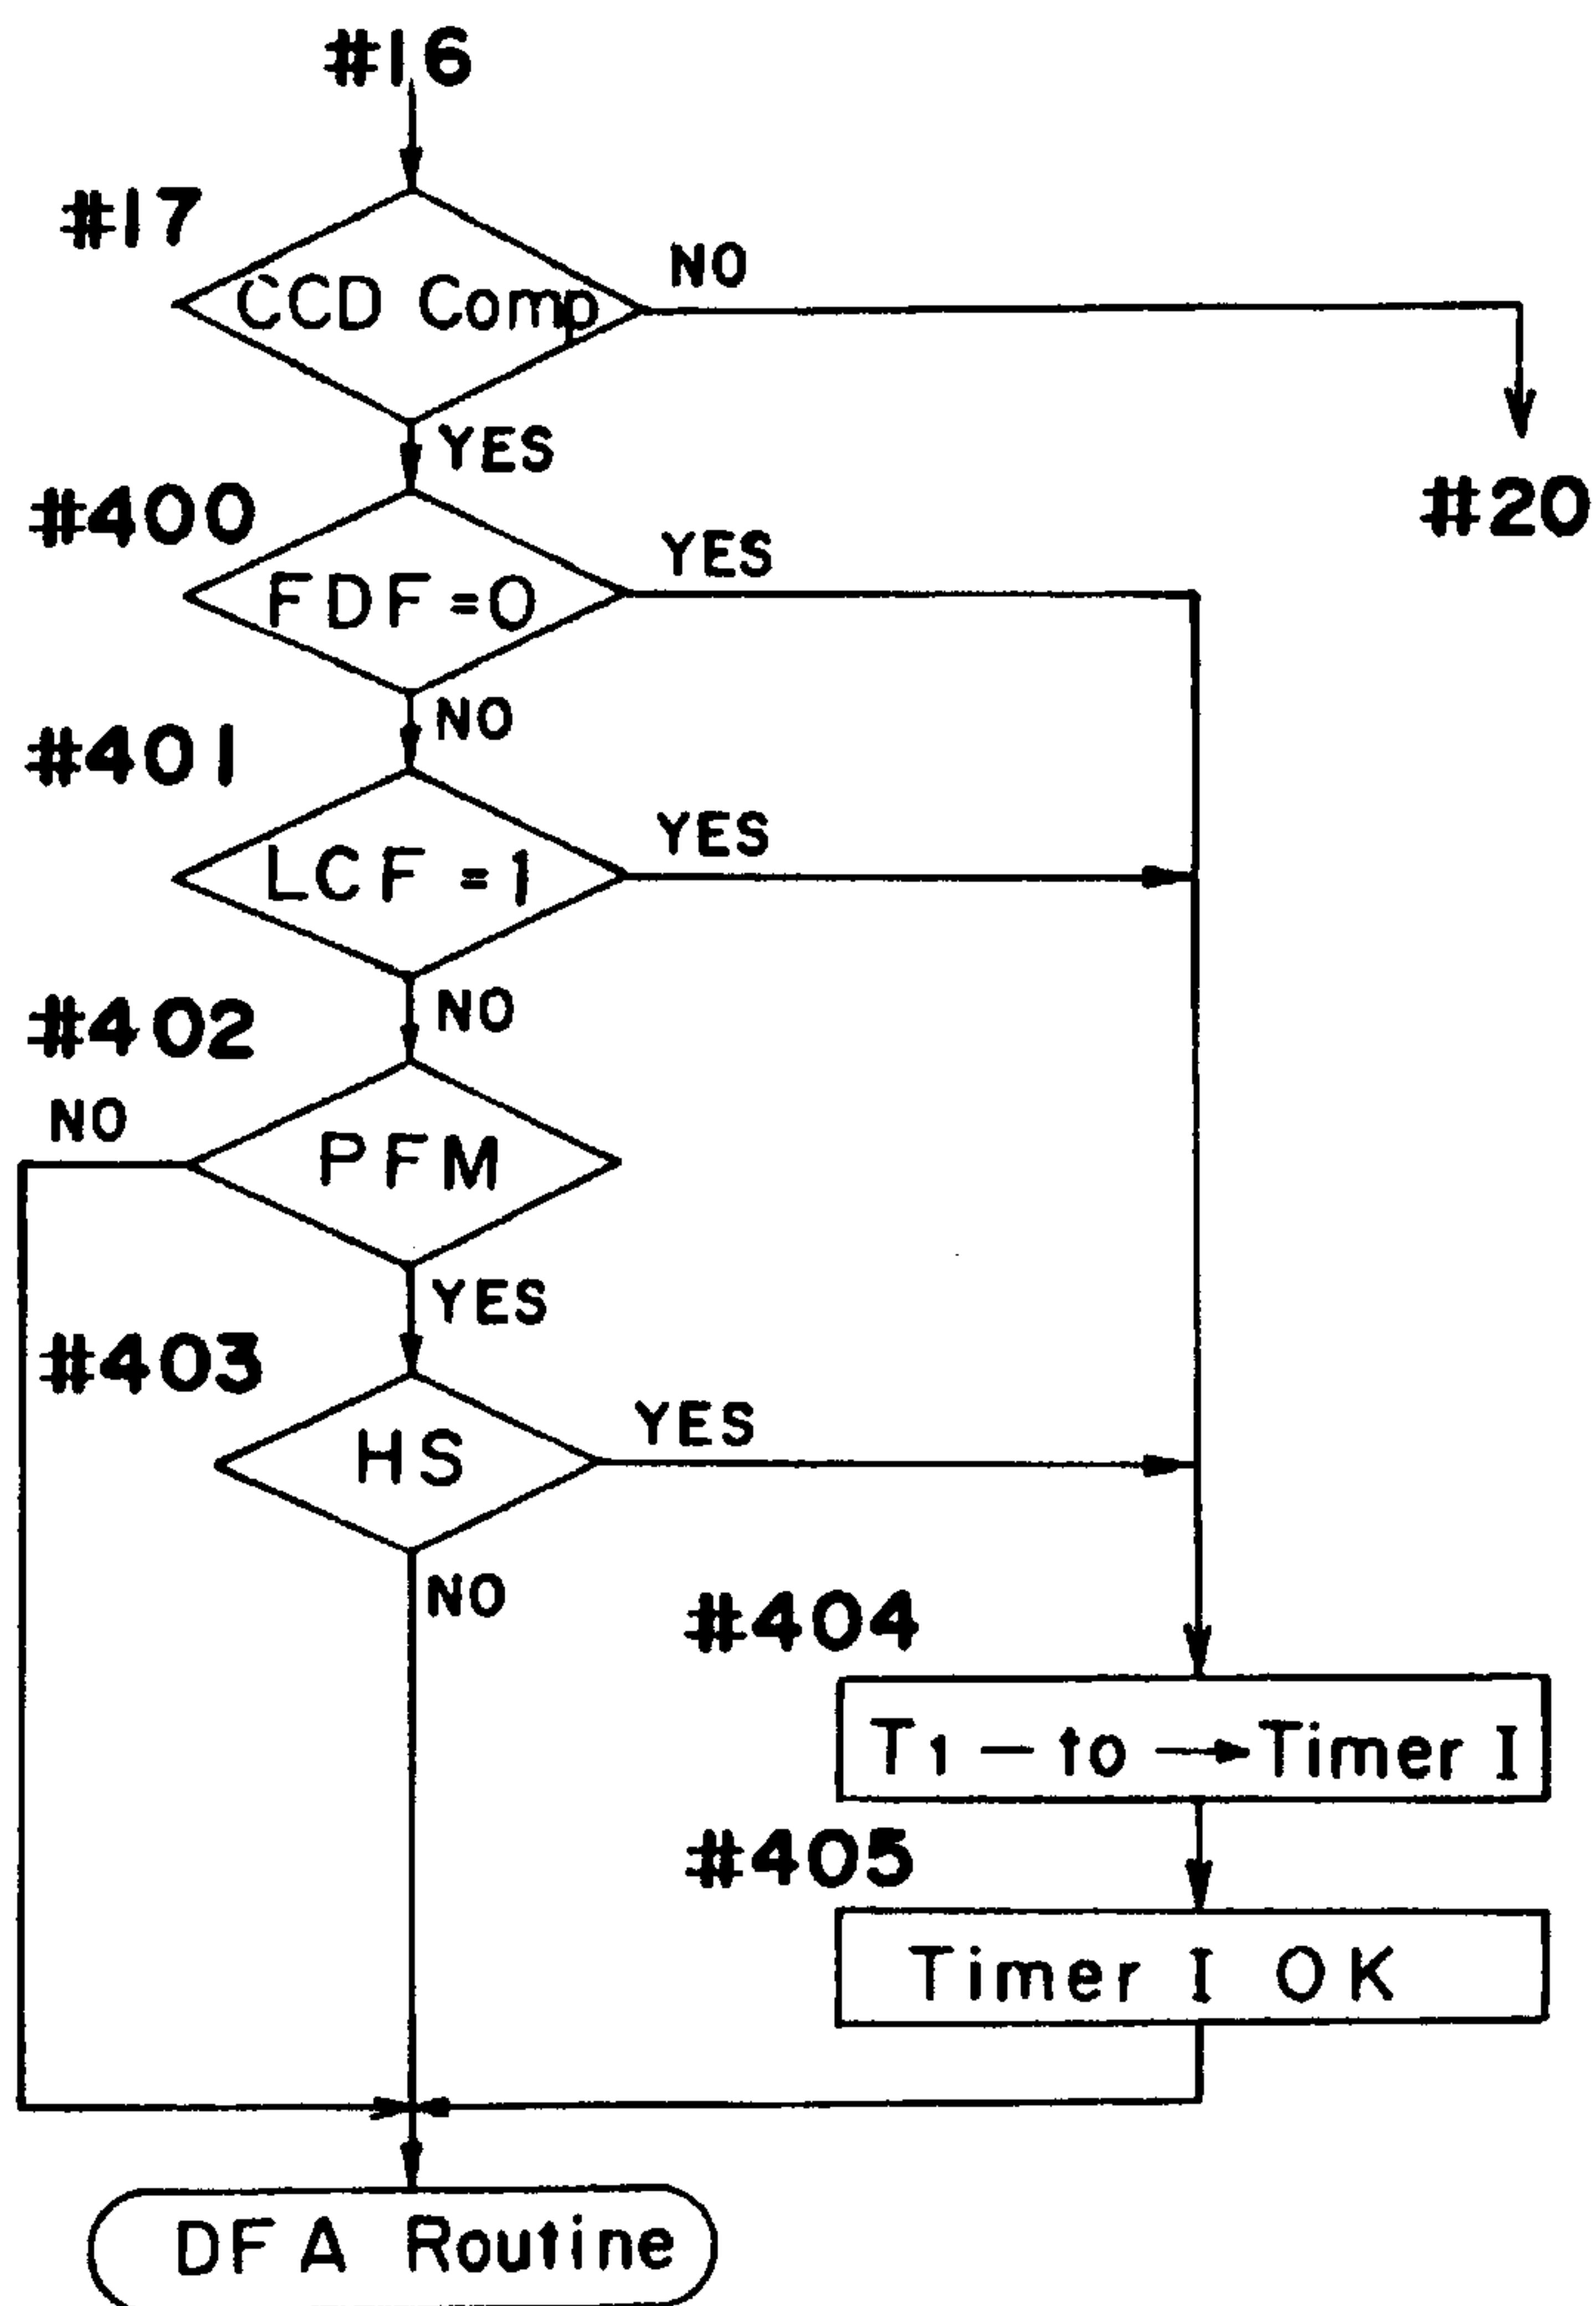 #16
#17
CCD Comp
NO
YES
#20
#400
FDF=0
YES
NO
#401
LCF=1
YES
NO
#402
NO
PFM
YES
#403
HS
YES
NO
#404
T1-to→Timer I
#405
Timer I OK
DFA Routine